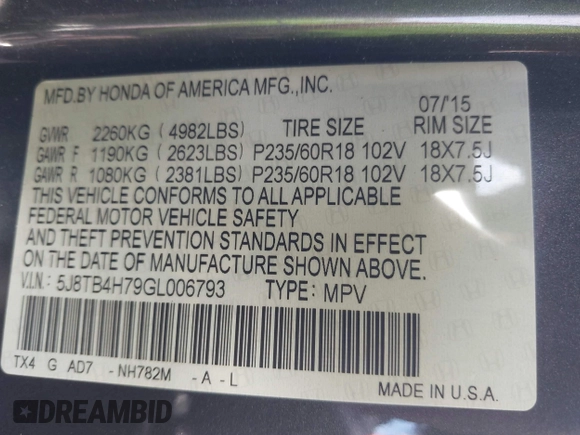 MFD.BY HONDA OF AMERICA MFG.,INC.
07/'15
GVWR 2260KG ( 4982LBS) TIRE SIZE RIM SIZE
GAWR F 1190KG ( 2623LBS) P235/60R18 102V 18X7.5J
GAWR R 1080KG ( 2381LBS) P235/60R18 102V 18X7.5J
THIS VEHICLE CONFORMS TO ALL APPLICABLE
FEDERAL MOTOR VEHICLE SAFETY
AND THEFT PREVENTION STANDARDS IN EFFECT
ON THE DATE OF MANUFACTURE SHOWN ABOVE.
V.I.N.: 5J8TB4H79GL006793 TYPE: MPV
TX4 G AD7 -NH782M -A-L
MADE IN U.S.A.
DREAMBID